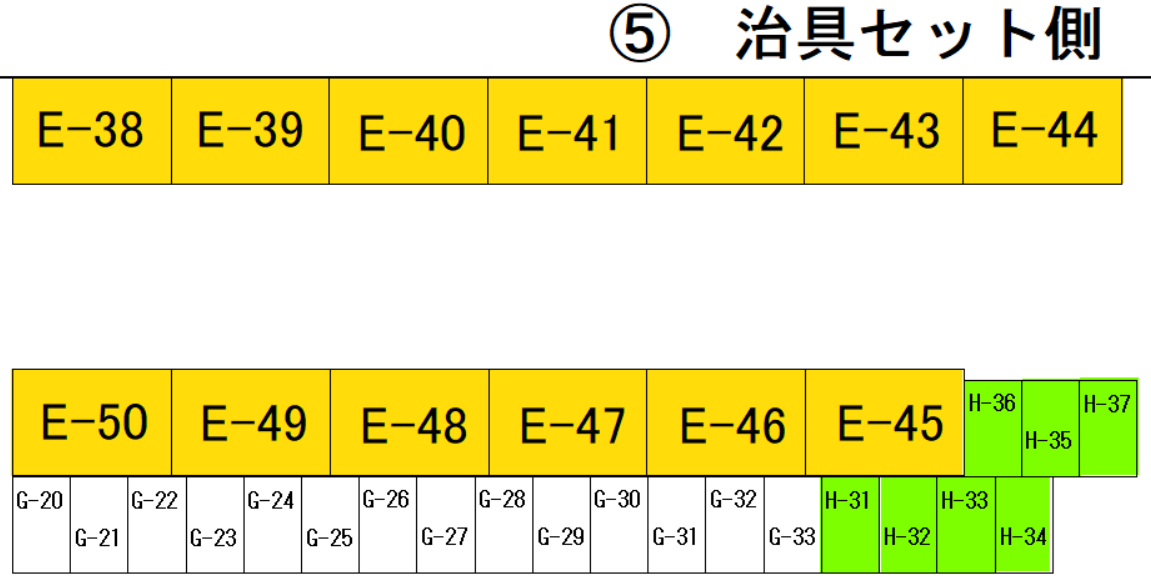 ⑤　治具セット側
E-38 E-39 E-40 E-41 E-42 E-43 E-44
E-50 E-49 E-48 E-47 E-46 E-45 H-36 H-35 H-37
G-20 G-21 G-22 G-23 G-24 G-25 G-26 G-27 G-28 G-29 G-30 G-31 G-32 G-33 H-31 H-32 H-33 H-34